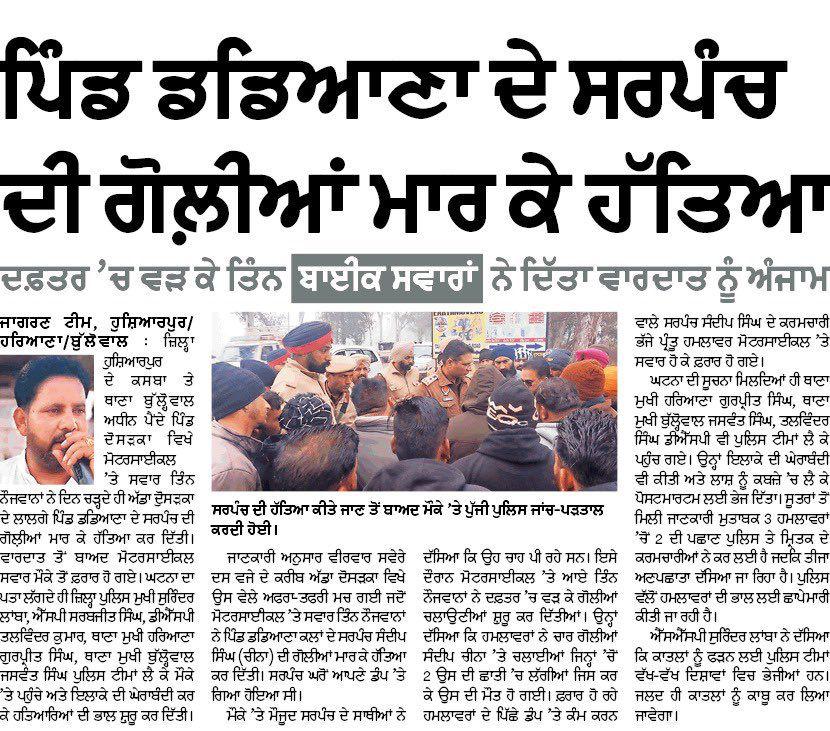 ਪਿੰਡ ਡਡਿਆਣਾ ਦੇ ਸਰਪੰਚ
ਦੀ ਗੋਲ਼ੀਆਂ ਮਾਰ ਕੇ ਹੱਤਿਆ
ਦਫ਼ਤਰ ’ਚ ਵੜ ਕੇ ਤਿੰਨ ਬਾਈਕ ਸਵਾਰਾਂ ਨੇ ਦਿੱਤਾ ਵਾਰਦਾਤ ਨੂੰ ਅੰਜਾਮ
ਜਾਗਰਣ ਟੀਮ, ਹੁਸ਼ਿਆਰਪੁਰ/
ਹਰਿਆਣਾ/ਬੁੱਲੋਵਾਲ : ਜ਼ਿਲ੍ਹਾ
ਹੁਸ਼ਿਆਰਪੁਰ
ਦੇ ਕਸਬਾ ਤੇ
ਥਾਣਾ ਬੁੱਲ੍ਹੋਵਾਲ
ਅਧੀਨ ਪੈਂਦੇ ਪਿੰਡ
ਦੋਸੜਕਾ ਵਿਖੇ
ਮੋਟਰਸਾਈਕਲ
’ਤੇ ਸਵਾਰ ਤਿੰਨ
ਨੌਜਵਾਨਾਂ ਨੇ ਦਿਨ ਚੜ੍ਹਦੇ ਹੀ ਅੱਡਾ ਦੁੋਸੜਕਾ
ਦੇ ਲਾਲਗੇ ਪਿੰਡ ਡਡਿਆਣਾ ਦੇ ਸਰਪੰਚ ਦੀ
ਗੋਲ਼ੀਆਂ ਮਾਰ ਕੇ ਹੱਤਿਆ ਕਰ ਦਿੱਤੀ।
ਵਾਰਦਾਤ ਤੋਂ ਬਾਅਦ ਮੋਟਰਸਾਈਕਲ
ਸਵਾਰ ਮੌਕੇ ਤੋਂ ਫ਼ਰਾਰ ਹੋ ਗਏ। ਘਟਨਾ ਦਾ
ਪਤਾ ਲੱਗਦੇ ਹੀ ਜ਼ਿਲ੍ਹਾ ਪੁਲਿਸ ਮੁਖੀ ਸੁਰਿੰਦਰ
ਲਾਂਬਾ, ਐੱਸਪੀ ਸਰਬਜੀਤ ਸਿੰਘ, ਡੀਐੱਸਪੀ
ਤਲਵਿੰਦਰ ਕੁਮਾਰ, ਥਾਣਾ ਮੁਖੀ ਹਰਿਆਣਾ
ਗੁਰਪ੍ਰੀਤ ਸਿੰਘ, ਥਾਣਾ ਮੁਖੀ ਬੁੱਲ੍ਹੋਵਾਲ
ਜਸਵੰਤ ਸਿੰਘ ਪੁਲਿਸ ਟੀਮਾਂ ਲੈ ਕੇ ਮੌਕੇ
’ਤੇ ਪਹੁੰਚੇ ਅਤੇ ਇਲਾਕੇ ਦੀ ਘੇਰਾਬੰਦੀ ਕਰ
ਕੇ ਹਤਿਆਰਿਆਂ ਦੀ ਭਾਲ ਸ਼ੁਰੂ ਕਰ ਦਿੱਤੀ।
ਸਰਪੰਚ ਦੀ ਹੱਤਿਆ ਕੀਤੇ ਜਾਣ ਤੋਂ ਬਾਅਦ ਮੌਕੇ ’ਤੇ ਪੁੱਜੀ ਪੁਲਿਸ ਜਾਂਚ-ਪੜਤਾਲ
ਕਰਦੀ ਹੋਈ।
ਜਾਣਕਾਰੀ ਅਨੁਸਾਰ ਵੀਰਵਾਰ ਸਵੇਰੇ
ਦਸ ਵਜੇ ਦੇ ਕਰੀਬ ਅੱਡਾ ਦੋਸੜਕਾ ਵਿਖੇ
ਉਸ ਵੇਲੇ ਅਫਰਾ-ਤਫਰੀ ਮਚ ਗਈ ਜਦੋਂ
ਮੋਟਰਸਾਈਕਲ ’ਤੇ ਸਵਾਰ ਤਿੰਨ ਨੌਜਵਾਨਾਂ
ਨੇ ਪਿੰਡ ਡਡਿਆਣਾ ਕਲਾਂ ਦੇ ਸਰਪੰਚ ਸੰਦੀਪ
ਸਿੰਘ (ਚੀਨਾ) ਦੀ ਗੋਲੀਆਂ ਮਾਰ ਕੇ ਹੱਤਿਆ
ਕਰ ਦਿੱਤੀ। ਸਰਪੰਚ ਘਰੋਂ ਆਪਣੇ ਡੰਪ ’ਤੇ
ਗਿਆ ਹੋਇਆ ਸੀ।
ਮੌਕੇ ’ਤੇ ਮੌਜੂਦ ਸਰਪੰਚ ਦੇ ਸਾਥੀਆਂ ਨੇ
ਦੱਸਿਆ ਕਿ ਉਹ ਚਾਹ ਪੀ ਰਹੇ ਸਨ। ਇਸੇ
ਦੌਰਾਨ ਮੋਟਰਸਾਈਕਲ ’ਤੇ ਆਏ ਤਿੰਨ
ਨੌਜਵਾਨਾਂ ਨੇ ਦਫ਼ਤਰ ’ਚ ਵੜ ਕੇ ਗੋਲੀਆਂ
ਚਲਾਉਣੀਆਂ ਸ਼ੁਰੂ ਕਰ ਦਿੱਤੀਆਂ। ਉਨ੍ਹਾਂ
ਦੱਸਿਆ ਕਿ ਹਮਲਾਵਰਾਂ ਨੇ ਚਾਰ ਗੋਲੀਆਂ
ਸੰਦੀਪ ਚੀਨਾ ’ਤੇ ਚਲਾਈਆਂ ਜਿਨ੍ਹਾਂ ’ਚੋਂ
2 ਉਸ ਦੀ ਛਾਤੀ ’ਚ ਲੱਗੀਆਂ ਜਿਸ ਕਰ
ਕੇ ਉਸ ਦੀ ਮੌਤ ਹੋ ਗਈ। ਫ਼ਰਾਰ ਹੋ ਰਹੇ
ਹਮਲਾਵਰਾਂ ਦੇ ਪਿੱਛੇ ਡੰਪ ’ਤੇ ਕੰਮ ਕਰਨ
ਵਾਲੇ ਸਰਪੰਚ ਸੰਦੀਪ ਸਿੰਘ ਦੇ ਕਰਮਚਾਰੀ
ਭੱਜੇ ਪ੍ਰੰਤੂ ਹਮਲਾਵਰ ਮੋਟਰਸਾਈਕਲ ’ਤੇ
ਸਵਾਰ ਹੋ ਕੇ ਫ਼ਰਾਰ ਹੋ ਗਏ।
ਘਟਨਾ ਦੀ ਸੂਚਨਾ ਮਿਲਦਿਆਂ ਹੀ ਥਾਣਾ
ਮੁਖੀ ਹਰਿਆਣਾ ਗੁਰਪ੍ਰੀਤ ਸਿੰਘ, ਥਾਣਾ
ਮੁਖੀ ਬੁੱਲ੍ਹੋਵਾਲ ਜਸਵੰਤ ਸਿੰਘ, ਤਲਵਿੰਦਰ
ਸਿੰਘ ਡੀਐੱਸਪੀ ਵੀ ਪੁਲਿਸ ਟੀਮਾਂ ਲੈ ਕੇ
ਪਹੁੰਚ ਗਏ। ਉਨ੍ਹਾਂ ਇਲਾਕੇ ਦੀ ਘੇਰਾਬੰਦੀ
ਵੀ ਕੀਤੀ ਅਤੇ ਲਾਸ਼ ਨੂੰ ਕਬਜ਼ੇ ’ਚ ਲੈ ਕੇ
ਪੋਸਟਮਾਰਟਮ ਲਈ ਭੇਜ ਦਿੱਤਾ। ਸੂਤਰਾਂ ਤੋਂ
ਮਿਲੀ ਜਾਣਕਾਰੀ ਮੁਤਾਬਕ 3 ਹਮਲਾਵਰਾਂ
’ਚੋਂ 2 ਦੀ ਪਛਾਣ ਪੁਲਿਸ ਤੇ ਮ੍ਰਿਤਕ ਦੇ
ਕਰਮਚਾਰੀਆਂ ਨੇ ਕਰ ਲਈ ਹੈ ਜਦਕਿ ਤੀਜਾ
ਅਣਪਛਾਤਾ ਦੱਸਿਆ ਜਾ ਰਿਹਾ ਹੈ। ਪੁਲਿਸ
ਵੱਲੋਂ ਹਮਲਾਵਰਾਂ ਦੀ ਭਾਲ ਲਈ ਛਾਪੇਮਾਰੀ
ਕੀਤੀ ਜਾ ਰਹੀ ਹੈ।
ਐੱਸਐੱਸਪੀ ਸੁਰਿੰਦਰ ਲਾਂਬਾ ਨੇ ਦੱਸਿਆ
ਕਿ ਕਾਤਲਾਂ ਨੂੰ ਫੜਨ ਲਈ ਪੁਲਿਸ ਟੀਮਾਂ
ਵੱਖ-ਵੱਖ ਦਿਸ਼ਾਵਾਂ ਵਿਚ ਭੇਜੀਆਂ ਹਨ।
ਜਲਦ ਹੀ ਕਾਤਲਾਂ ਨੂੰ ਕਾਬੂ ਕਰ ਲਿਆ
ਜਾਵੇਗਾ।